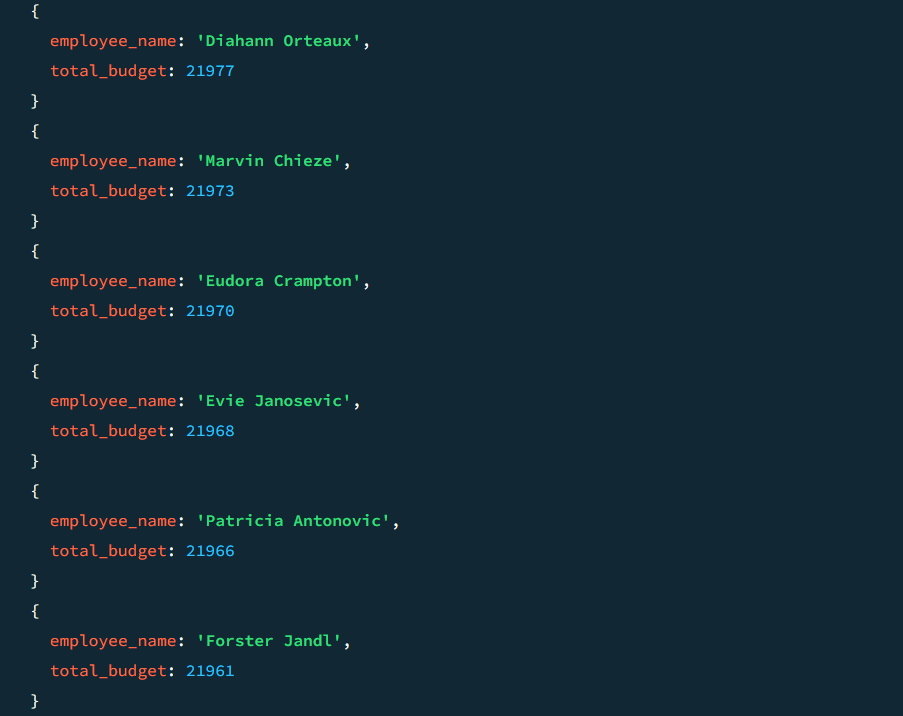 {
employee_name: 'Diahann Orteaux',
total_budget: 21977
}
{
employee_name: 'Marvin Chieze',
total_budget: 21973
}
{
employee_name: 'Eudora Crampton',
total_budget: 21970
}
{
employee_name: 'Evie Janosevic',
total_budget: 21968
}
{
employee_name: 'Patricia Antonovic',
total_budget: 21966
}
{
employee_name: 'Forster Jandl',
total_budget: 21961
}